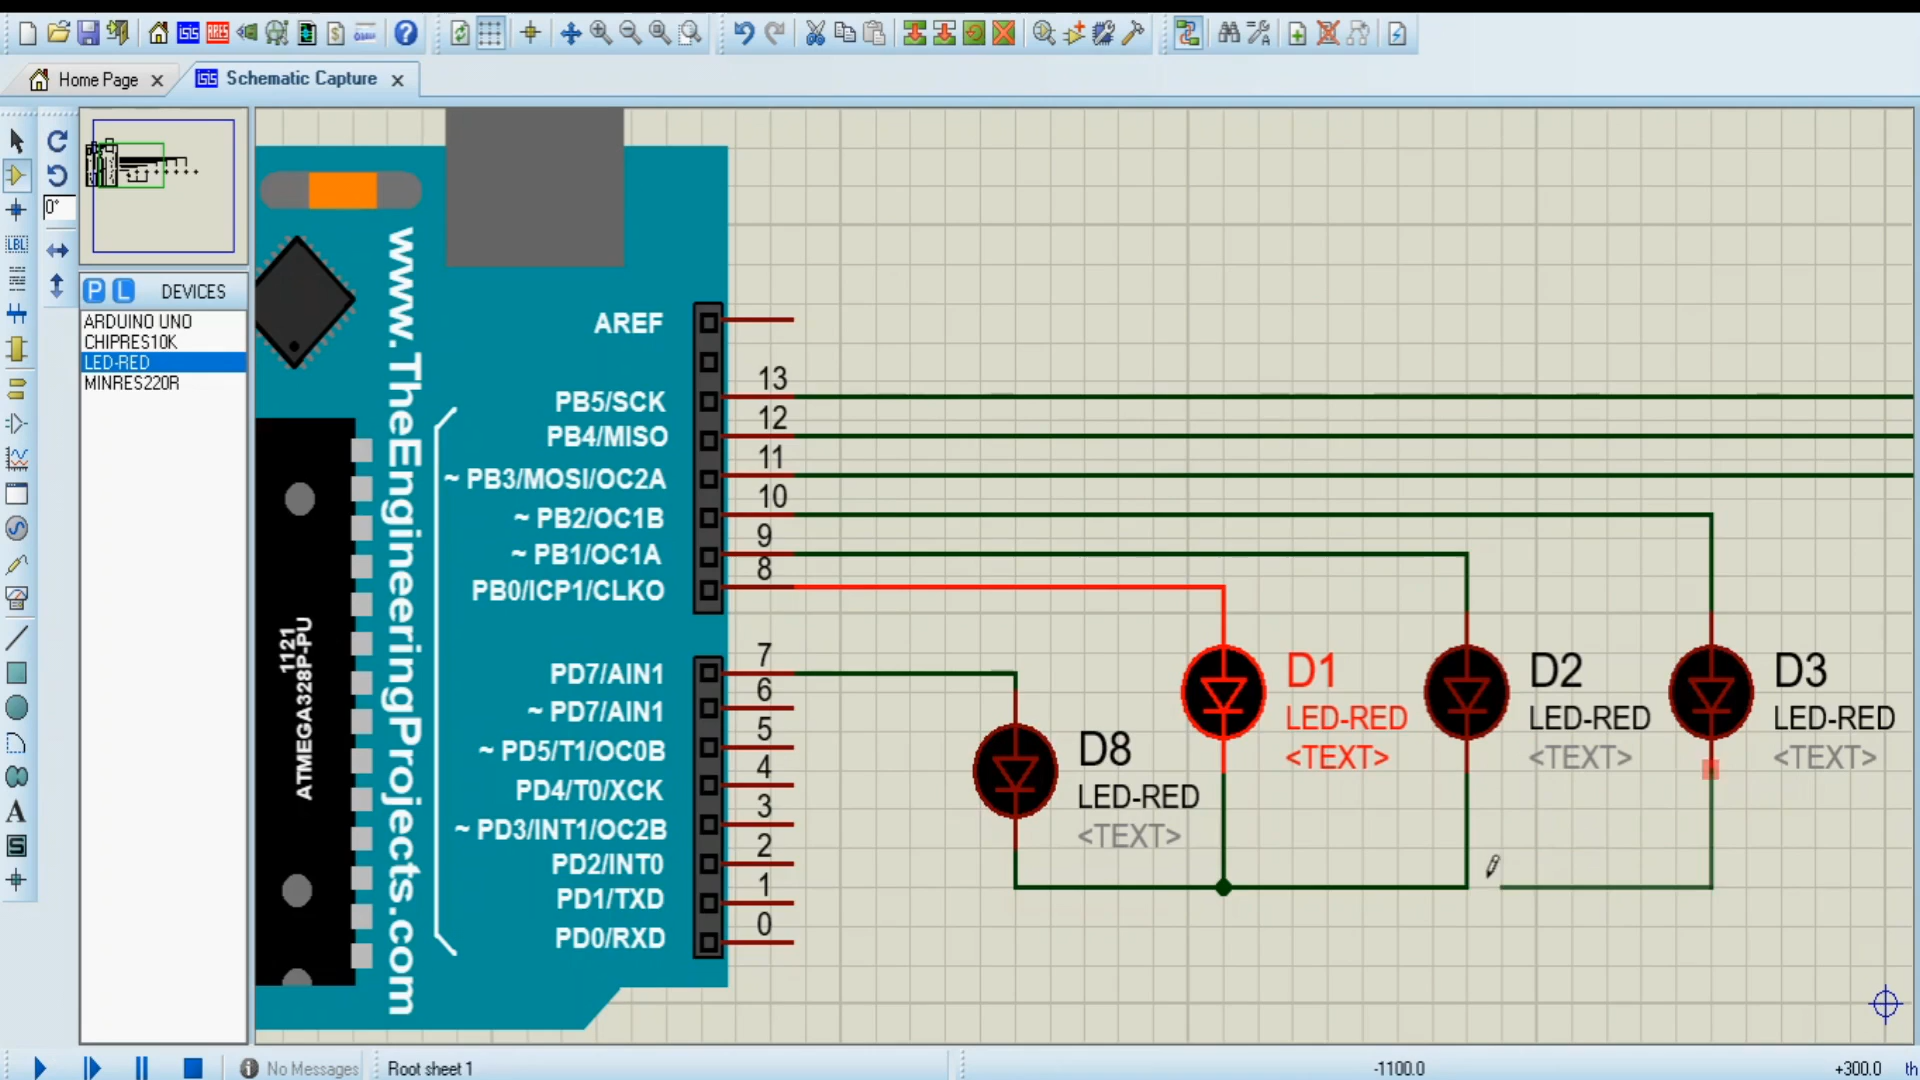 Home Page
Schematic Capture
0°
LBL
P L DEVICES
ARDUINO UNO
CHIPRES10K
LED-RED
MINRES220R
www.TheEngineeringProjects.com
1121
ATMEGA328P-PU
AREF
PB5/SCK 13
PB4/MISO 12
~ PB3/MOSI/OC2A 11
~ PB2/OC1B 10
~ PB1/OC1A 9
PB0/ICP1/CLKO 8
PD7/AIN1 7
~ PD7/AIN1 6
~ PD5/T1/OC0B 5
PD4/T0/XCK 4
~ PD3/INT1/OC2B 3
PD2/INT0 2
PD1/TXD 1
PD0/RXD 0
D8
LED-RED
<TEXT>
D1
LED-RED
<TEXT>
D2
LED-RED
<TEXT>
D3
LED-RED
<TEXT>
No Messages
Root sheet 1
-1100.0
+300.0
th